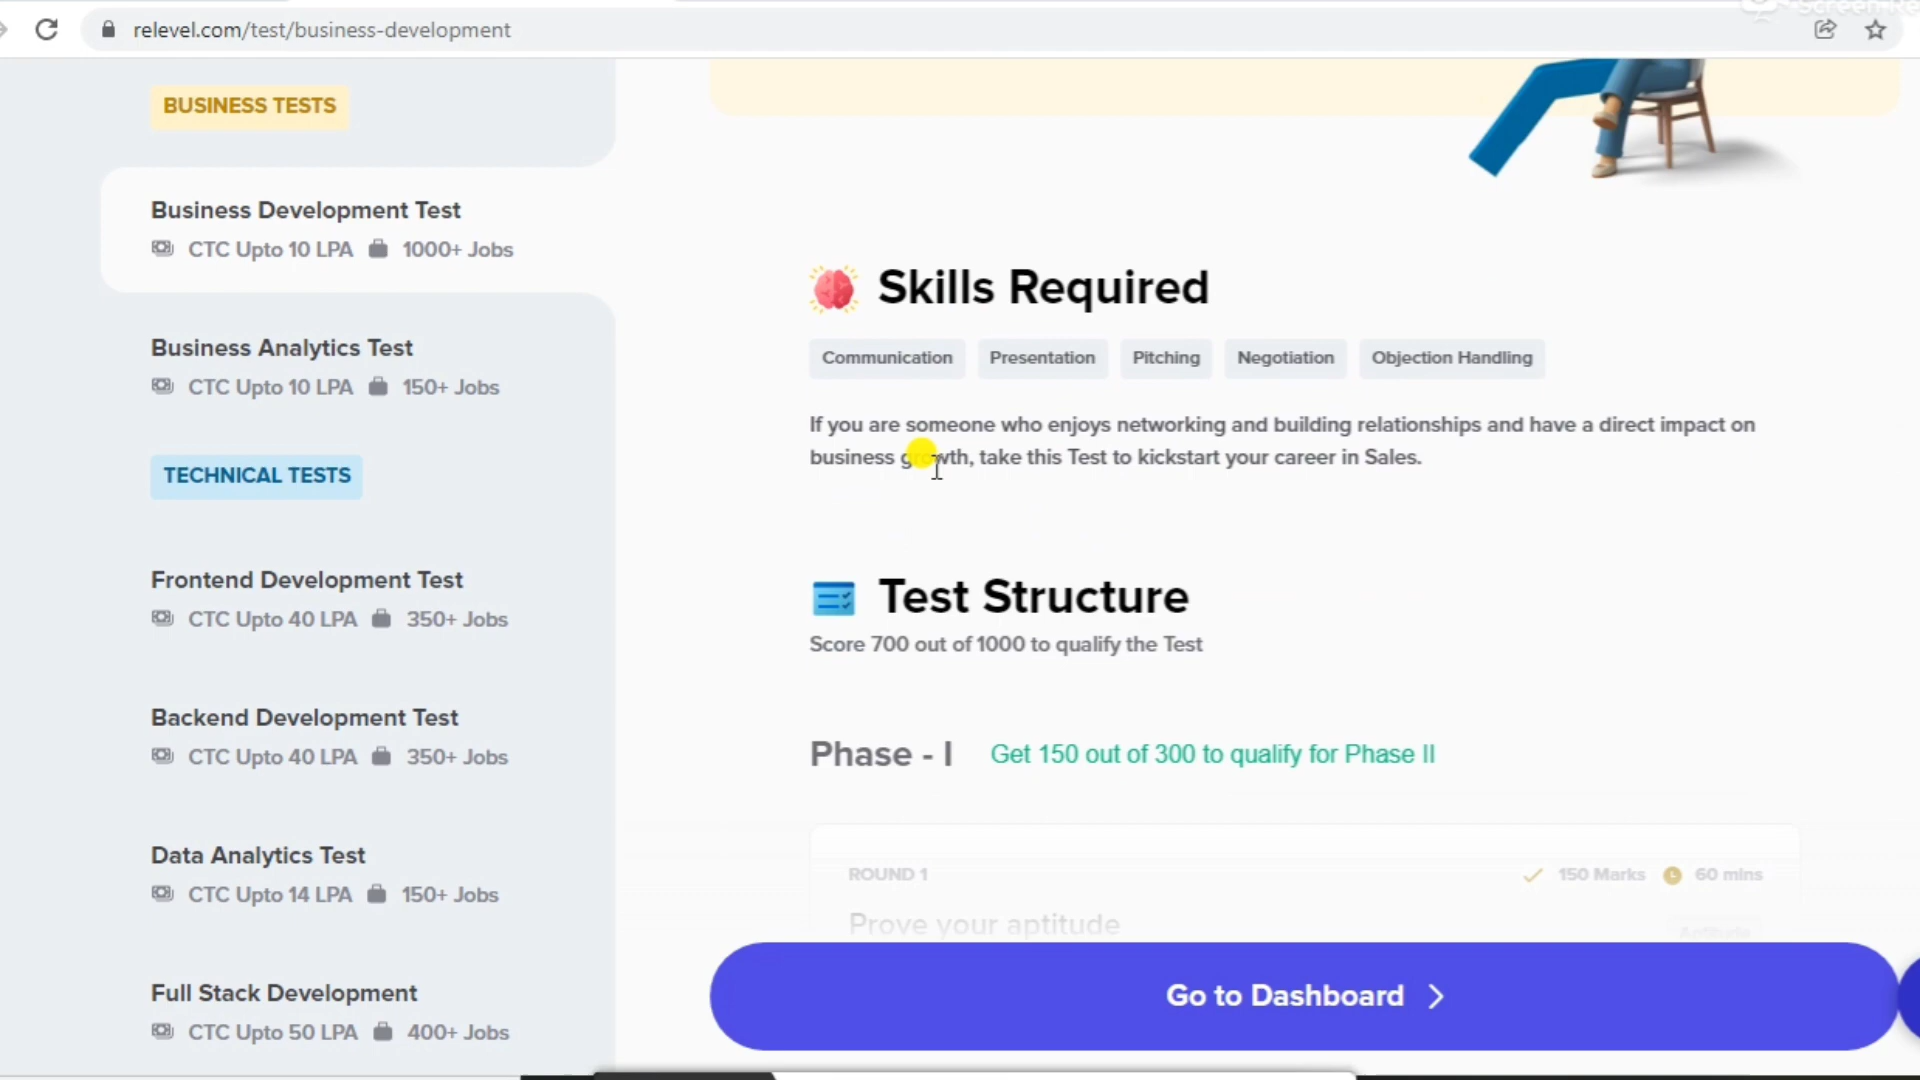 relevel.com/test/business-development
BUSINESS TESTS
Business Development Test
CTC Upto 10 LPA 1000+ Jobs
Business Analytics Test
CTC Upto 10 LPA 150+ Jobs
TECHNICAL TESTS
Frontend Development Test
CTC Upto 40 LPA 350+ Jobs
Backend Development Test
CTC Upto 40 LPA 350+ Jobs
Data Analytics Test
CTC Upto 14 LPA 150+ Jobs
Full Stack Development
CTC Upto 50 LPA 400+ Jobs
Skills Required
Communication Presentation Pitching Negotiation Objection Handling
If you are someone who enjoys networking and building relationships and have a direct impact on
business growth, take this Test to kickstart your career in Sales.
Test Structure
Score 700 out of 1000 to qualify the Test
Phase - I Get 150 out of 300 to qualify for Phase II
ROUND 1 150 Marks 60 mins
Prove your aptitude Aptitude
Go to Dashboard